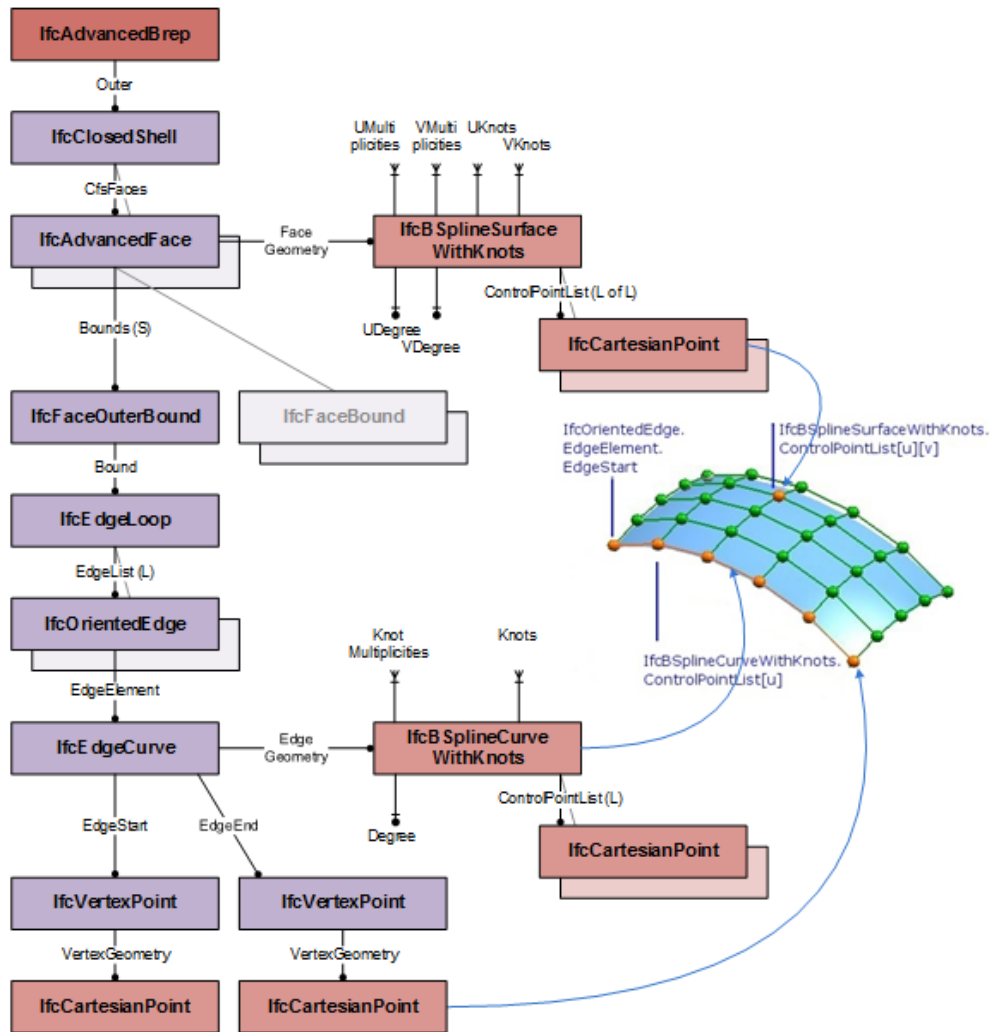 IfcAdvancedBrep
Outer
IfcClosedShell
CfsFaces
IfcAdvancedFace
Face
Geometry
UMulti
plicities
VMulti
plicities
UKnots
VKnots
IfcBSplineSurface
WithKnots
UDegree
VDegree
ControlPointList (L of L)
IfcCartesianPoint
Bounds (S)
IfcFaceOuterBound
IfcFaceBound
Bound
IfcEdgeLoop
EdgeList (L)
IfcOrientedEdge
EdgeElement
IfcOrientedEdge.
EdgeElement.
EdgeStart
IfcBSplineSurfaceWithKnots.
ControlPointList[u][v]
IfcBSplineCurveWithKnots.
ControlPointList[u]
IfcEdgeCurve
Edge
Geometry
Knot
Multiplicities
Knots
IfcBSplineCurve
WithKnots
Degree
ControlPointList (L)
IfcCartesianPoint
EdgeStart
EdgeEnd
IfcVertexPoint
IfcVertexPoint
VertexGeometry
VertexGeometry
IfcCartesianPoint
IfcCartesianPoint